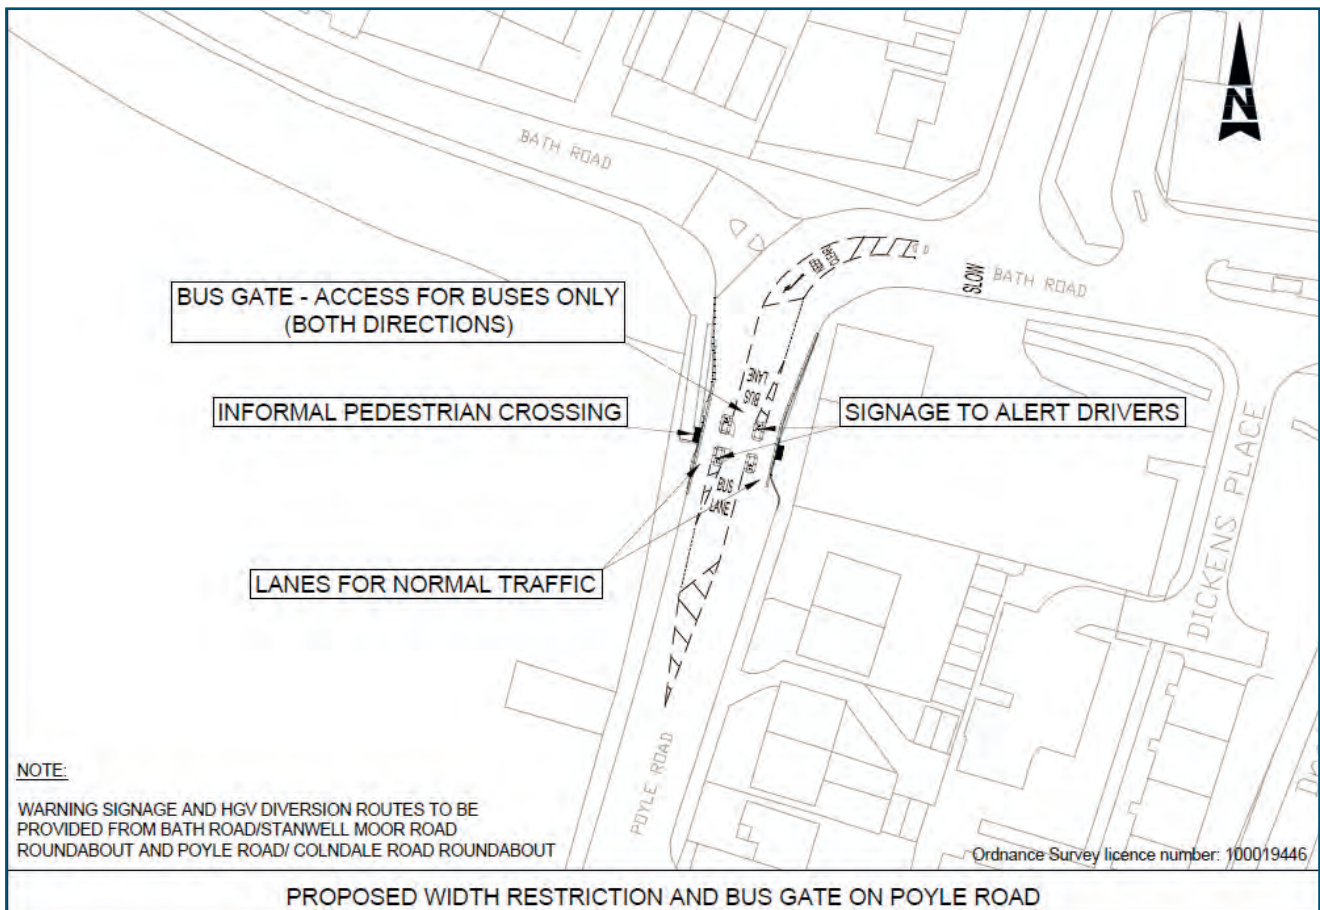 N
BATH ROAD
KEEP CLEAR
SLOW
BATH ROAD
BUS GATE - ACCESS FOR BUSES ONLY
(BOTH DIRECTIONS)
LANE
BUS
INFORMAL PEDESTRIAN CROSSING
SIGNAGE TO ALERT DRIVERS
BUS
LANE
LANES FOR NORMAL TRAFFIC
DICKENS PLACE
POYLE ROAD
NOTE:
WARNING SIGNAGE AND HGV DIVERSION ROUTES TO BE
PROVIDED FROM BATH ROAD/STANWELL MOOR ROAD
ROUNDABOUT AND POYLE ROAD/ COLNDALE ROAD ROUNDABOUT
Ordnance Survey licence number: 100019446
PROPOSED WIDTH RESTRICTION AND BUS GATE ON POYLE ROAD